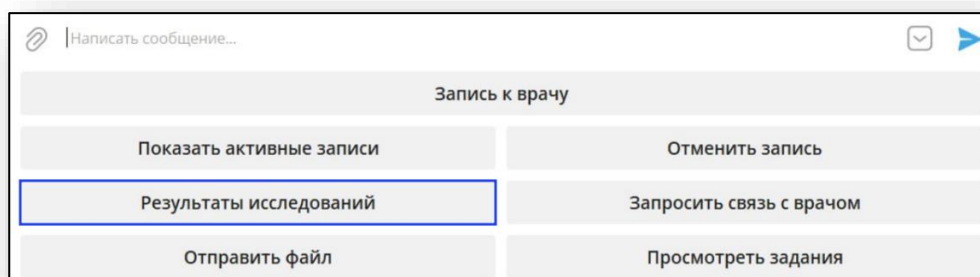 Написать сообщение...
Запись к врачу
Показать активные записи
Отменить запись
Результаты исследований
Запросить связь с врачом
Отправить файл
Просмотреть задания